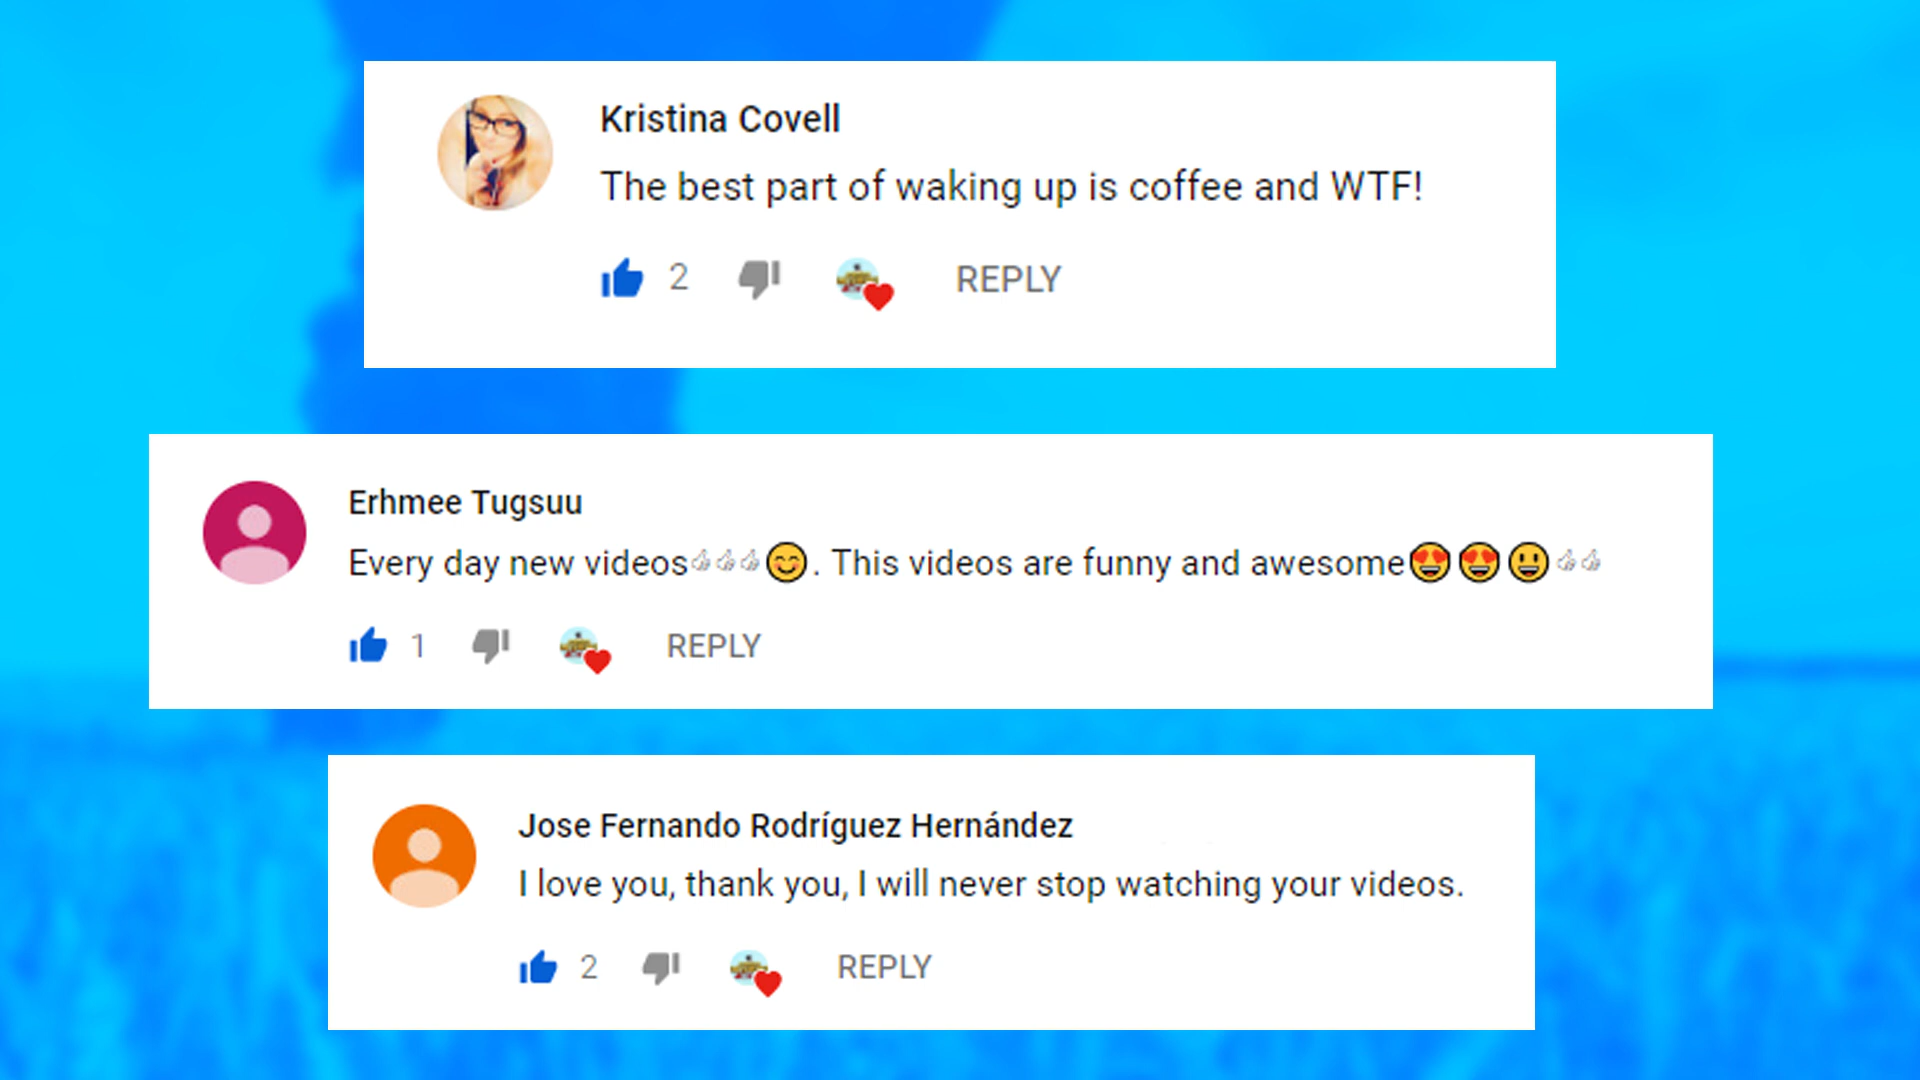 Kristina Covell
The best part of waking up is coffee and WTF!
2 REPLY
Erhmee Tugsuu
Every day new videos👍👍👍😊. This videos are funny and awesome😍😍😃👍👍
1 REPLY
Jose Fernando Rodríguez Hernández
I love you, thank you, I will never stop watching your videos.
2 REPLY